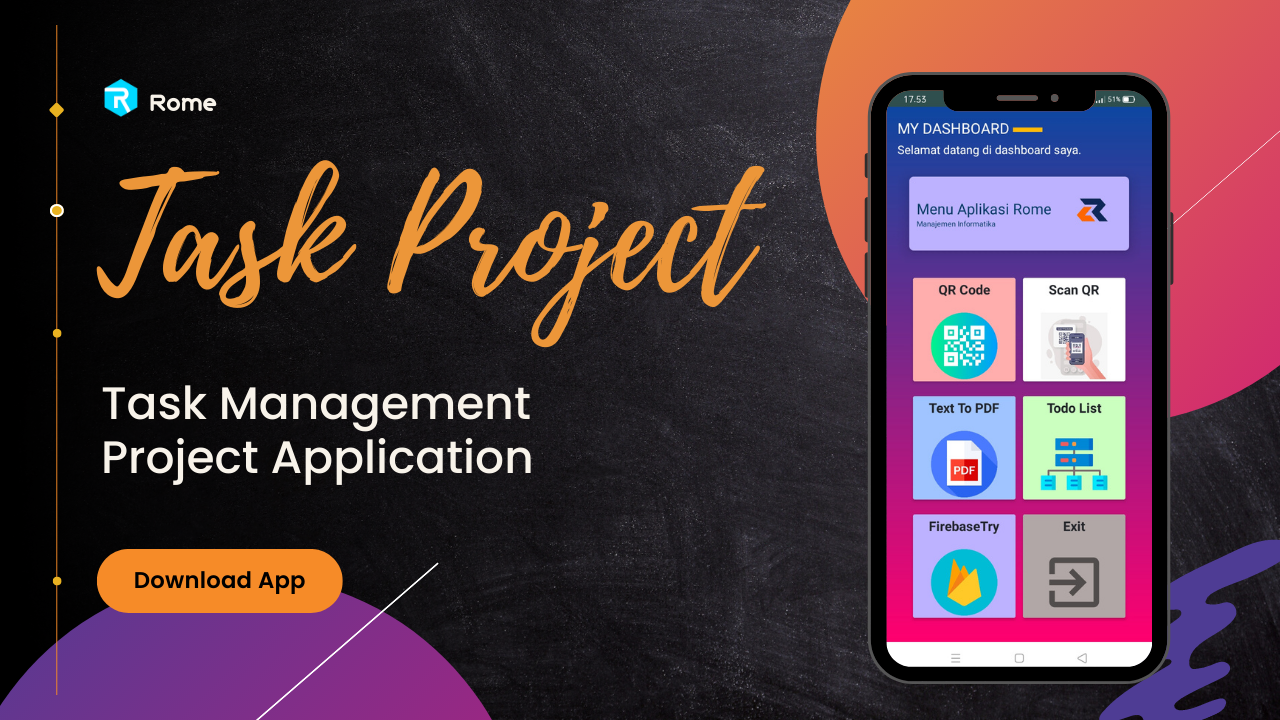 Rome
Task Project
Task Management
Project Application
Download App
17.53
51%
MY DASHBOARD
Selamat datang di dashboard saya.
Menu Aplikasi Rome
Manajemen Informatika
QR Code
Scan QR
Text To PDF
Todo List
PDF
FirebaseTry
Exit